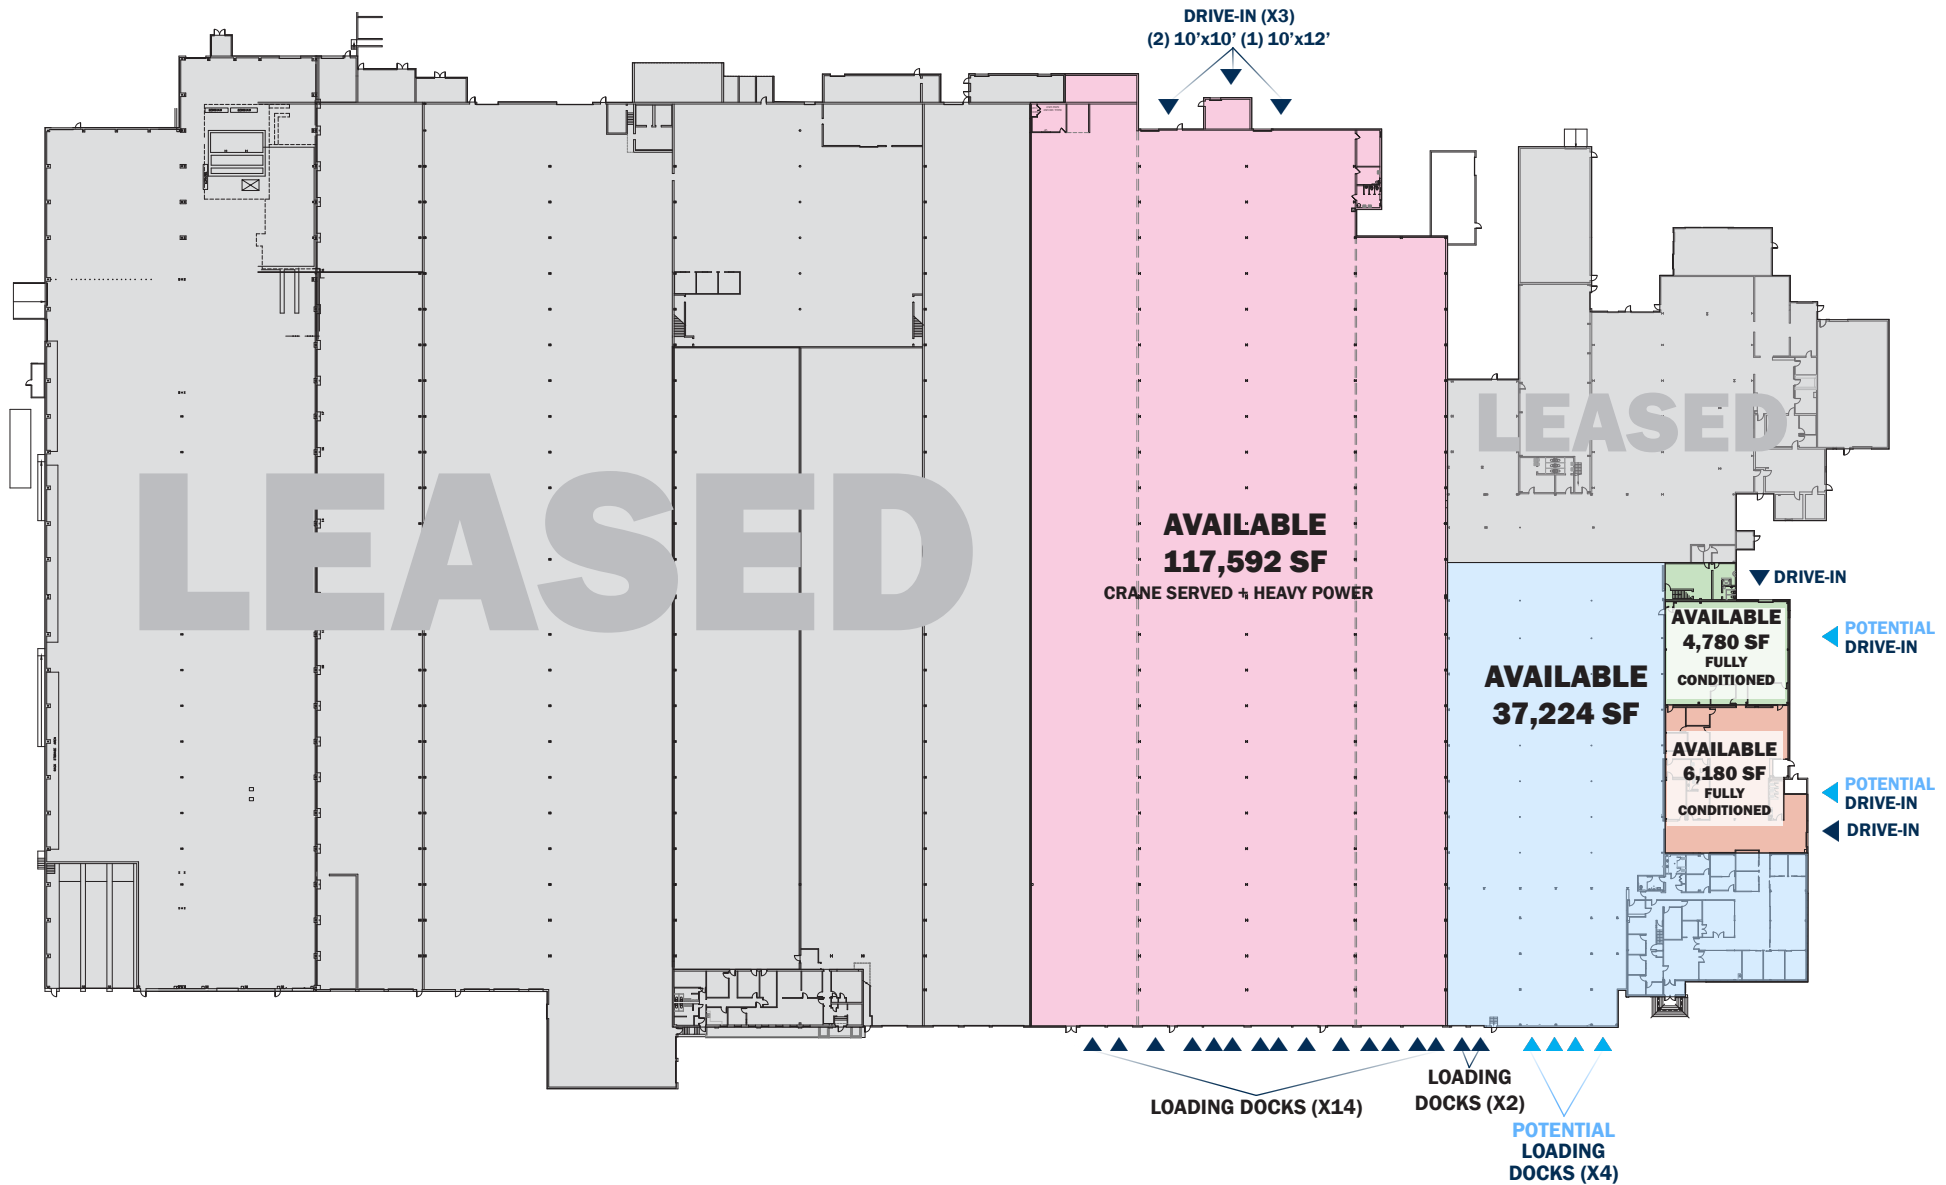 DRIVE-IN (X3)
(2) 10'x10' (1) 10'x12'
LEASED
LEASED
AVAILABLE
117,592 SF
CRANE SERVED + HEAVY POWER
DRIVE-IN
AVAILABLE
4,780 SF
FULLY
CONDITIONED
POTENTIAL
DRIVE-IN
AVAILABLE
37,224 SF
AVAILABLE
6,180 SF
FULLY
CONDITIONED
POTENTIAL
DRIVE-IN
DRIVE-IN
LOADING DOCKS (X14)
LOADING
DOCKS (X2)
POTENTIAL
LOADING
DOCKS (X4)